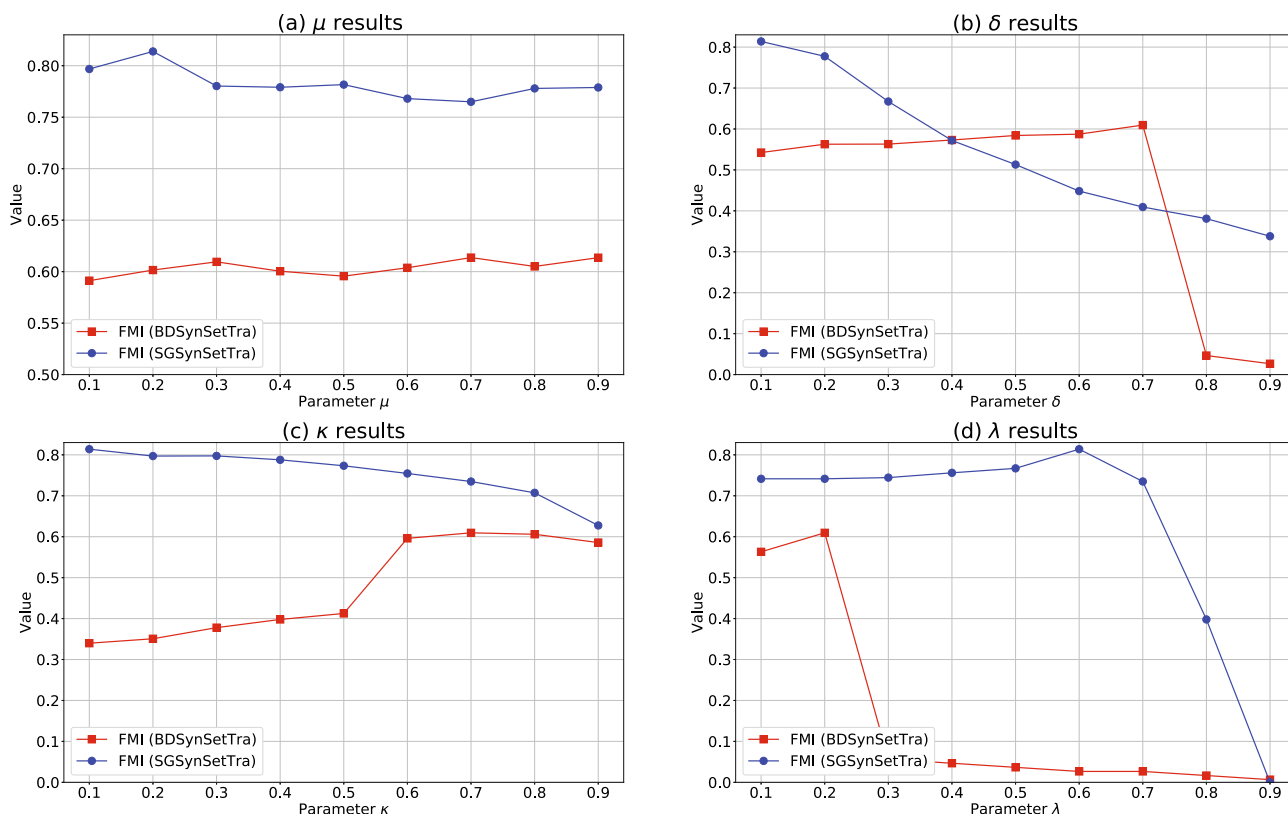 (a) μ results
0.80
0.75
0.70
0.65
0.60
0.55
0.50
Value
FMI (BDSynSetTra)
FMI (SGSynSetTra)
0.1 0.2 0.3 0.4 0.5 0.6 0.7 0.8 0.9
Parameter μ
(b) δ results
0.8
0.7
0.6
0.5
0.4
0.3
0.2
0.1
0.0
Value
FMI (BDSynSetTra)
FMI (SGSynSetTra)
0.1 0.2 0.3 0.4 0.5 0.6 0.7 0.8 0.9
Parameter δ
(c) κ results
0.8
0.7
0.6
0.5
0.4
0.3
0.2
0.1
0.0
Value
FMI (BDSynSetTra)
FMI (SGSynSetTra)
0.1 0.2 0.3 0.4 0.5 0.6 0.7 0.8 0.9
Parameter κ
(d) λ results
0.8
0.7
0.6
0.5
0.4
0.3
0.2
0.1
0.0
Value
FMI (BDSynSetTra)
FMI (SGSynSetTra)
0.1 0.2 0.3 0.4 0.5 0.6 0.7 0.8 0.9
Parameter λ